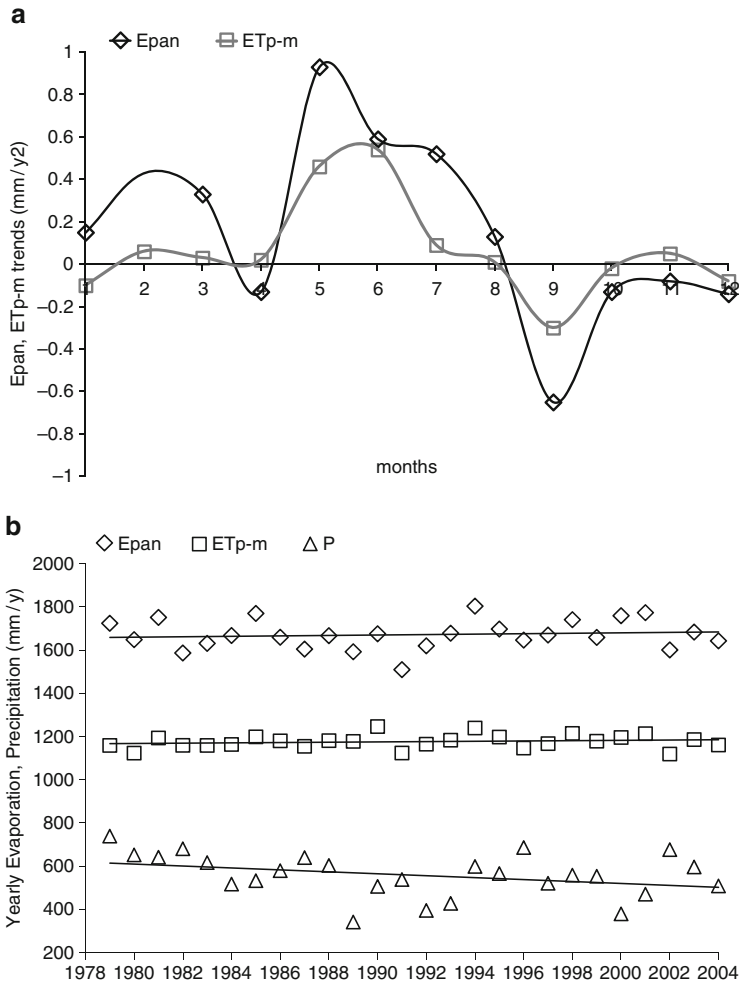 a
Epan ETp-m
Epan, ETp-m trends (mm / y2)
1
0.8
0.6
0.4
0.2
0
−0.2
−0.4
−0.6
−0.8
−1
1 2 3 4 5 6 7 8 9 10 11 12
months
b
Epan ETp-m P
Yearly Evaporation, Precipitation (mm / y)
2000
1800
1600
1400
1200
1000
800
600
400
200
1978 1980 1982 1984 1986 1988 1990 1992 1994 1996 1998 2000 2002 2004